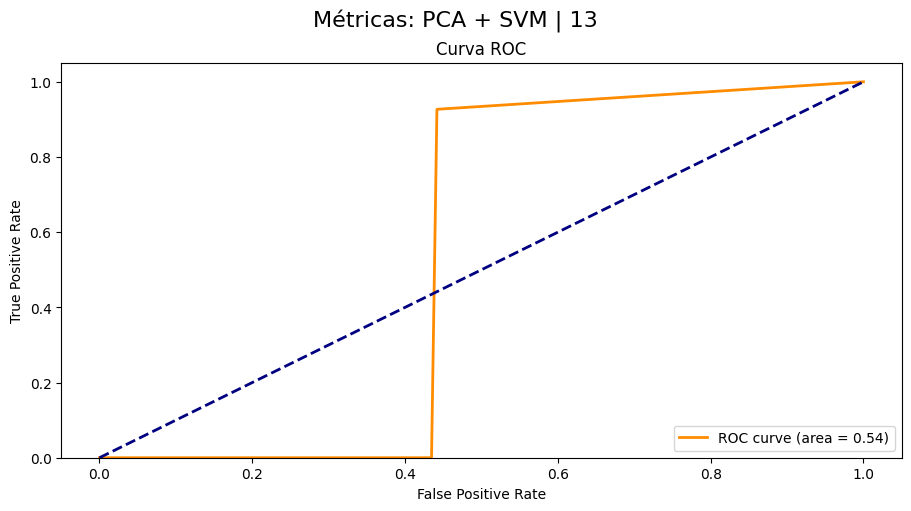 Métricas: PCA + SVM | 13
Curva ROC
True Positive Rate
1.0
0.8
0.6
0.4
0.2
0.0
ROC curve (area = 0.54)
0.0 0.2 0.4 0.6 0.8 1.0
False Positive Rate